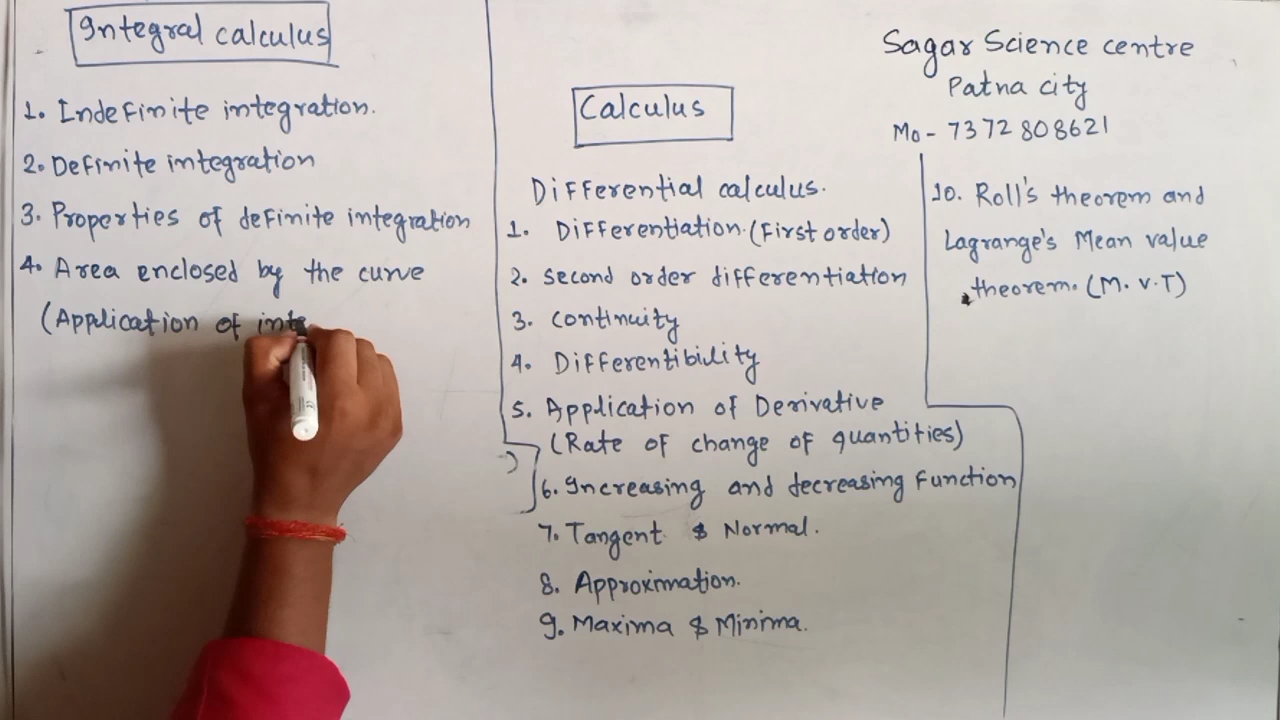 Integral calculus
1. Indefinite integration.
2. Definite integration
3. Properties of definite integration
4. Area enclosed by the curve
(Application of inte
Calculus
Differential calculus.
1. Differentiation. (First order)
2. second order differentiation
3. continuity
4. Differentibility
5. Application of Derivative
(Rate of change of quantities)
6. Increasing and decreasing Function
7. Tangent & Normal.
8. Approximation.
9. Maxima & Minima.
Sagar Science centre
Patna city
Mo - 7372808621
10. Roll's theorem and
Lagrange's Mean value
theorem. (M. V. T)